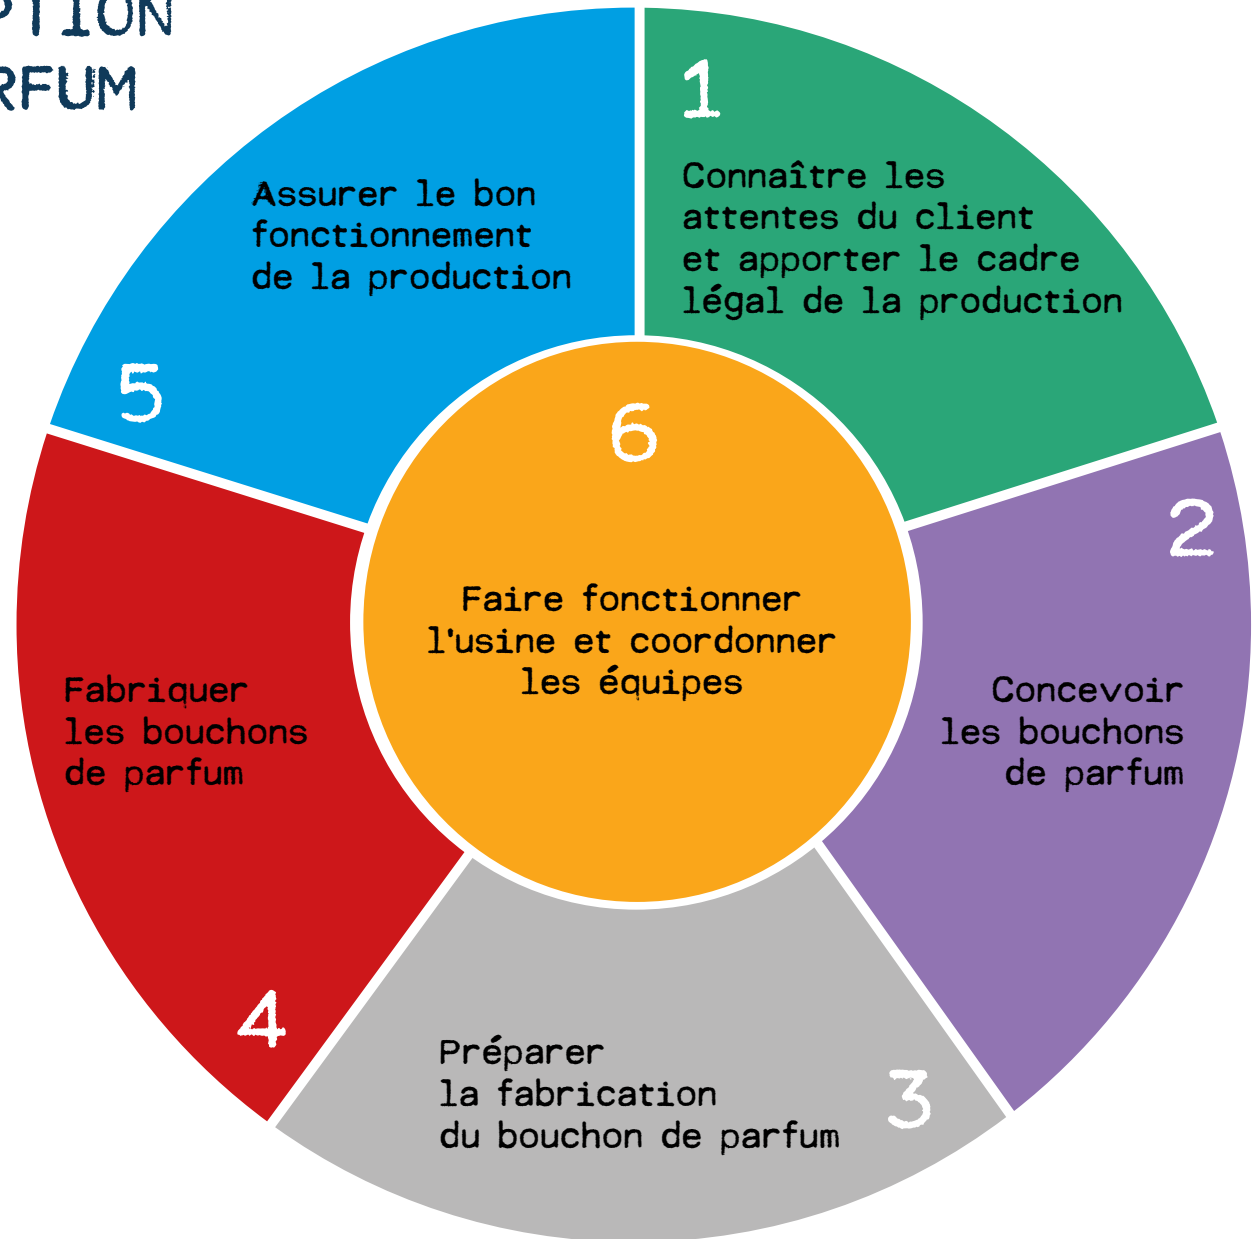 PTION
RFUM
1
Connaître les
attentes du client
et apporter le cadre
légal de la production
2
Concevoir
les bouchons
de parfum
3
Préparer
la fabrication
du bouchon de parfum
4
Fabriquer
les bouchons
de parfum
5
Assurer le bon
fonctionnement
de la production
6
Faire fonctionner
l'usine et coordonner
les équipes